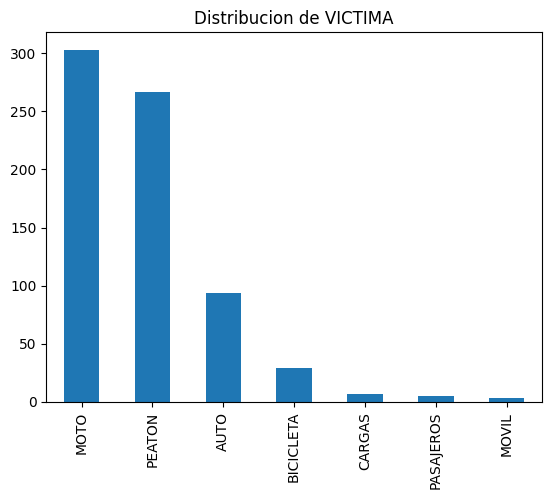 Distribucion de VICTIMA
300
250
200
150
100
50
0
MOTO
PEATON
AUTO
BICICLETA
CARGAS
PASAJEROS
MOVIL